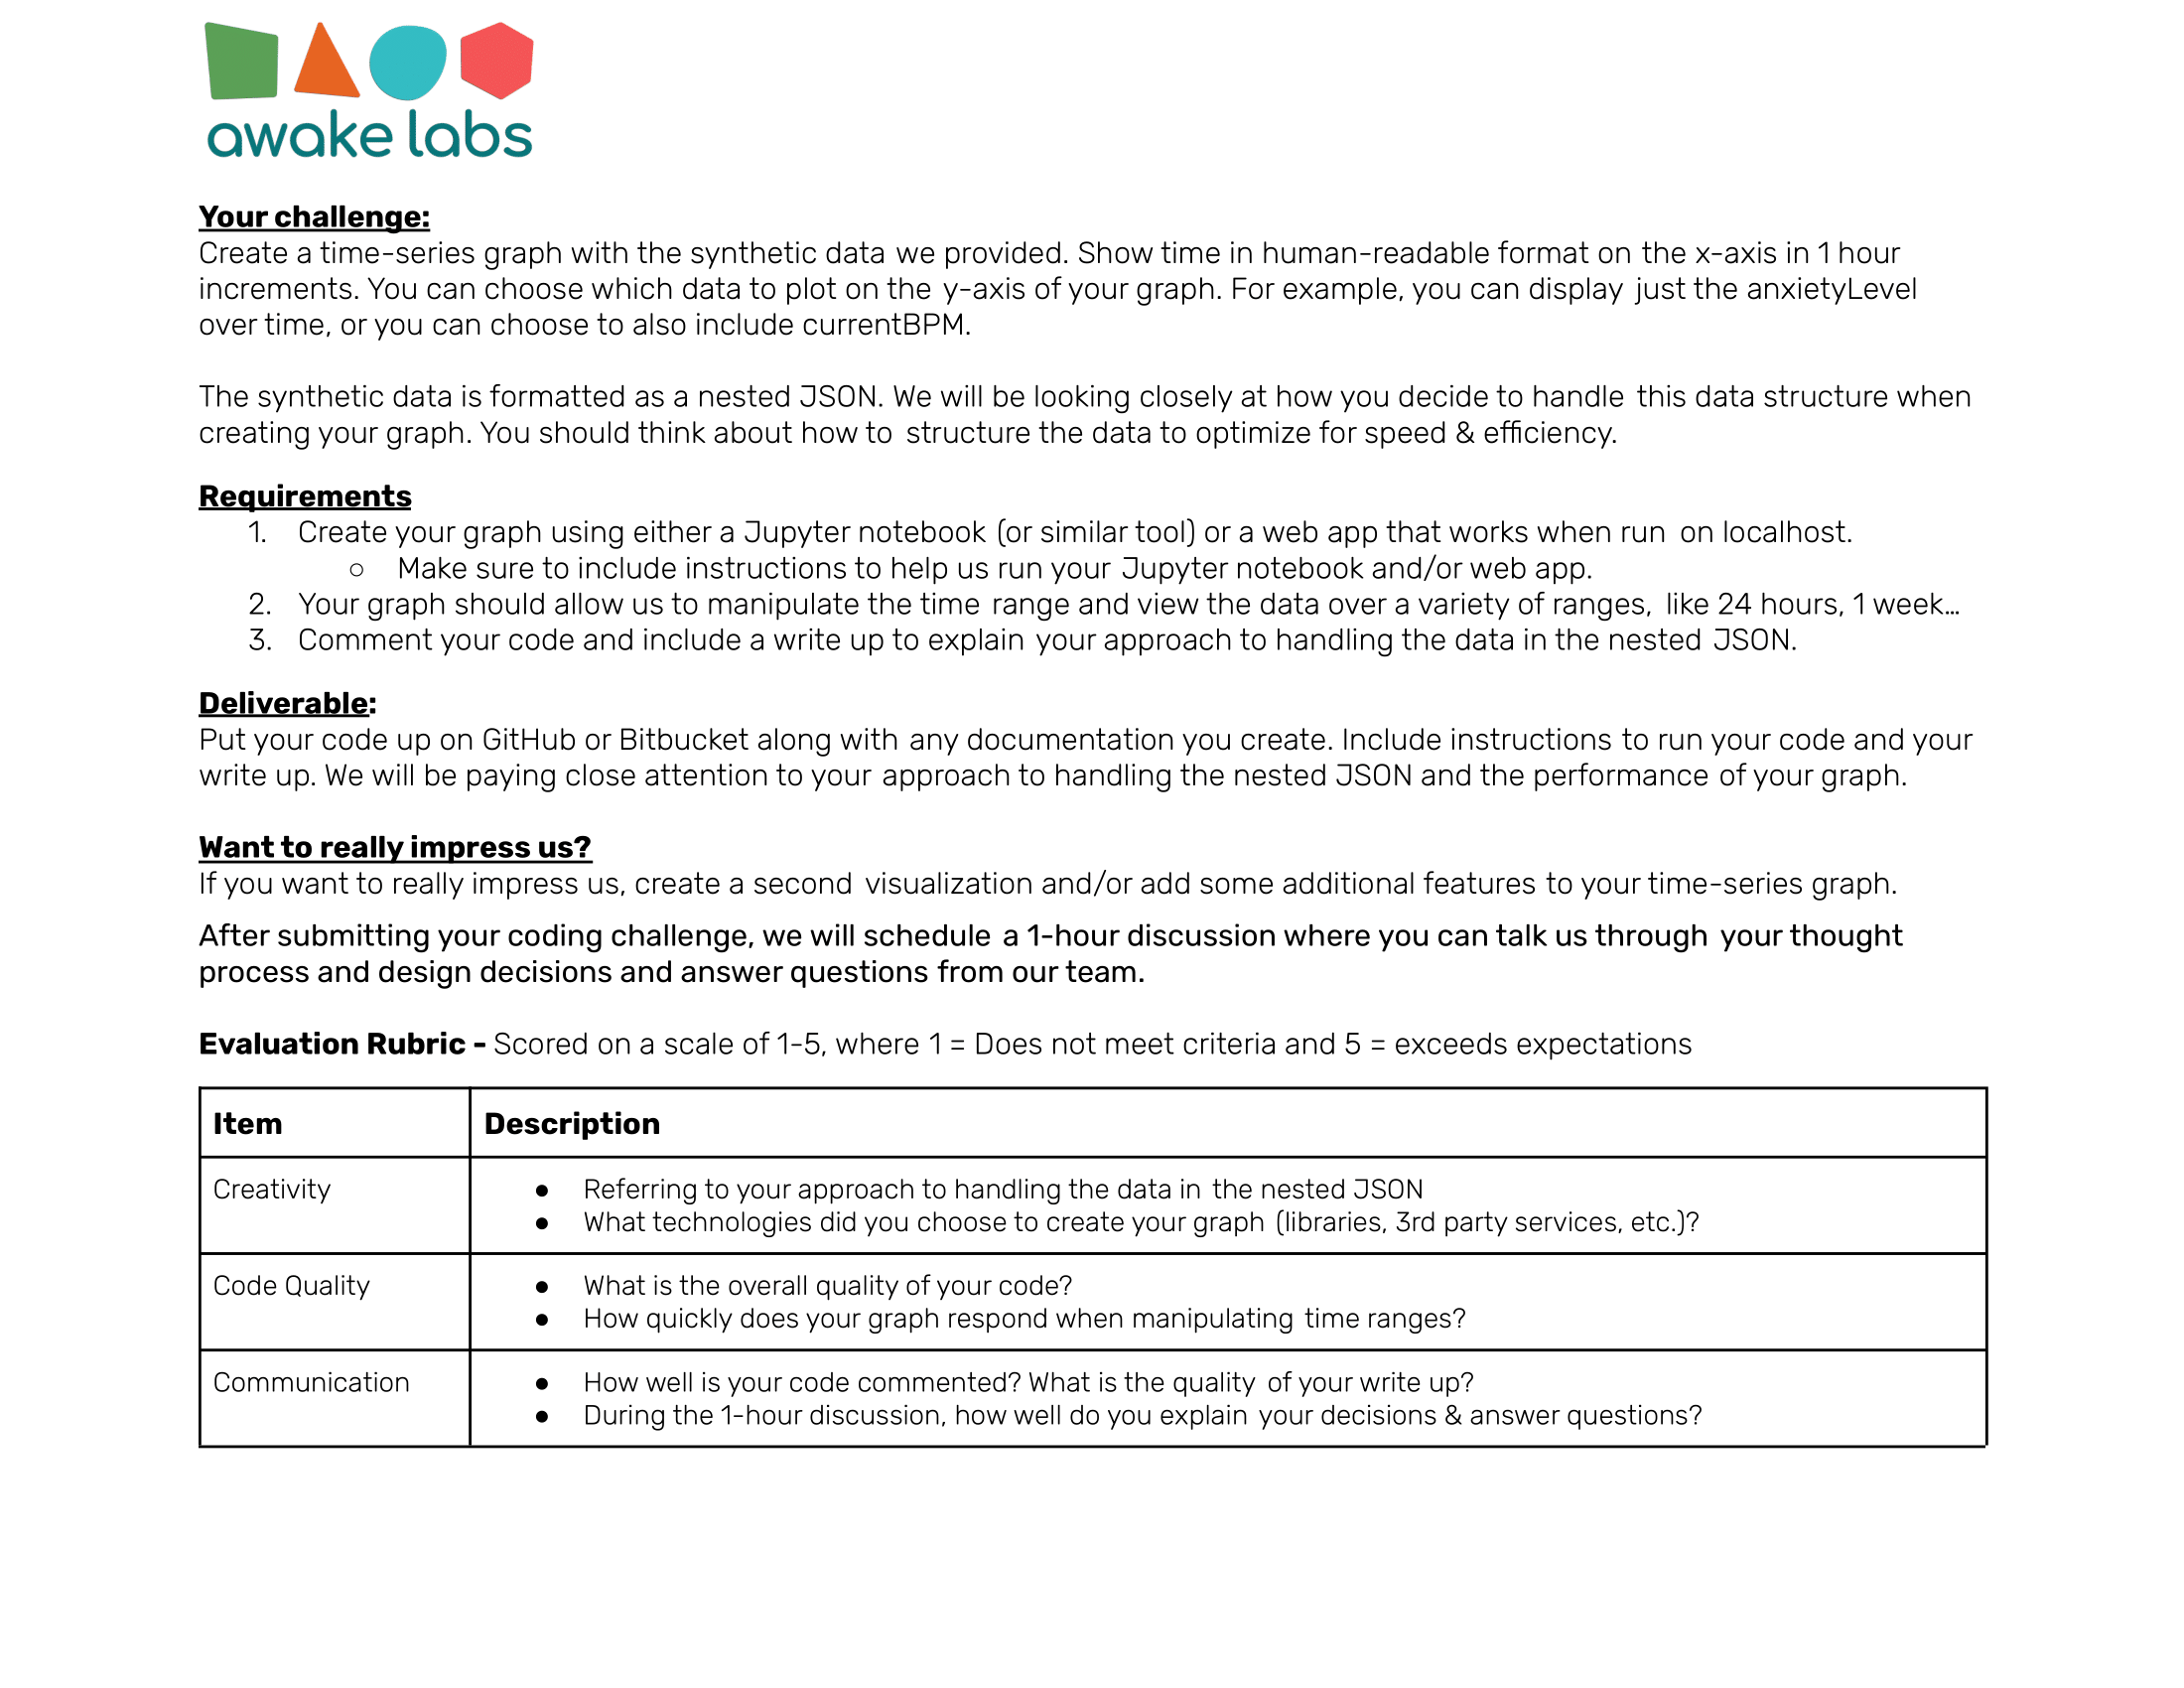 awake labs
Your challenge:
Create a time-series graph with the synthetic data we provided. Show time in human-readable format on the x-axis in 1 hour
increments. You can choose which data to plot on the y-axis of your graph. For example, you can display just the anxietyLevel
over time, or you can choose to also include currentBPM.
The synthetic data is formatted as a nested JSON. We will be looking closely at how you decide to handle this data structure when
creating your graph. You should think about how to structure the data to optimize for speed & efficiency.
Requirements
1. Create your graph using either a Jupyter notebook (or similar tool) or a web app that works when run on localhost.
○ Make sure to include instructions to help us run your Jupyter notebook and/or web app.
2. Your graph should allow us to manipulate the time range and view the data over a variety of ranges, like 24 hours, 1 week...
3. Comment your code and include a write up to explain your approach to handling the data in the nested JSON.
Deliverable:
Put your code up on GitHub or Bitbucket along with any documentation you create. Include instructions to run your code and your
write up. We will be paying close attention to your approach to handling the nested JSON and the performance of your graph.
Want to really impress us?
If you want to really impress us, create a second visualization and/or add some additional features to your time-series graph.
After submitting your coding challenge, we will schedule a 1-hour discussion where you can talk us through your thought
process and design decisions and answer questions from our team.
Evaluation Rubric - Scored on a scale of 1-5, where 1 = Does not meet criteria and 5 = exceeds expectations
Item Description
Creativity
● Referring to your approach to handling the data in the nested JSON
● What technologies did you choose to create your graph (libraries, 3rd party services, etc.)?
Code Quality
● What is the overall quality of your code?
● How quickly does your graph respond when manipulating time ranges?
Communication
● How well is your code commented? What is the quality of your write up?
● During the 1-hour discussion, how well do you explain your decisions & answer questions?